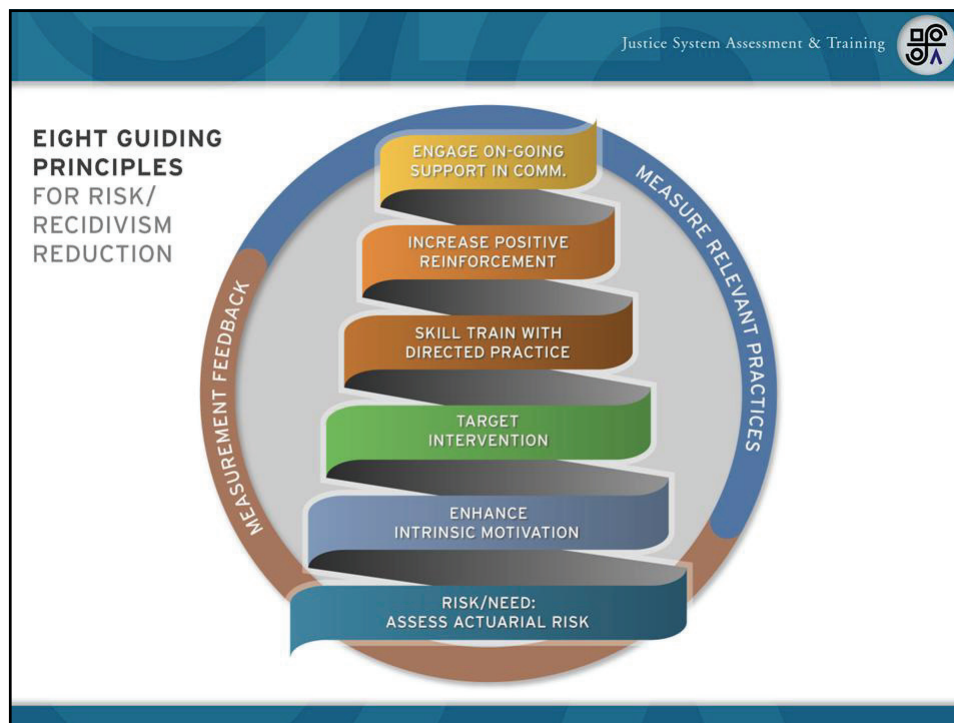 Justice System Assessment & Training
EIGHT GUIDING
PRINCIPLES
FOR RISK/
RECIDIVISM
REDUCTION
ENGAGE ON-GOING
SUPPORT IN COMM.
INCREASE POSITIVE
REINFORCEMENT
SKILL TRAIN WITH
DIRECTED PRACTICE
TARGET
INTERVENTION
ENHANCE
INTRINSIC MOTIVATION
RISK/NEED:
ASSESS ACTUARIAL RISK
MEASURE RELEVANT PRACTICES
MEASUREMENT FEEDBACK